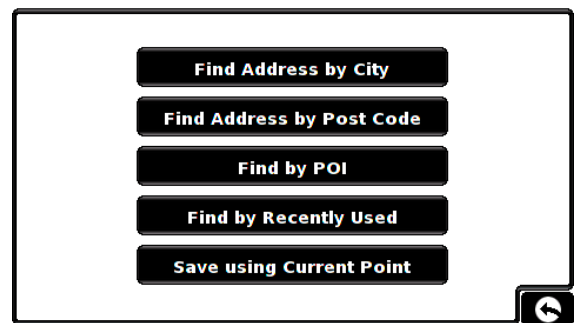 Find Address by City
Find Address by Post Code
Find by POI
Find by Recently Used
Save using Current Point